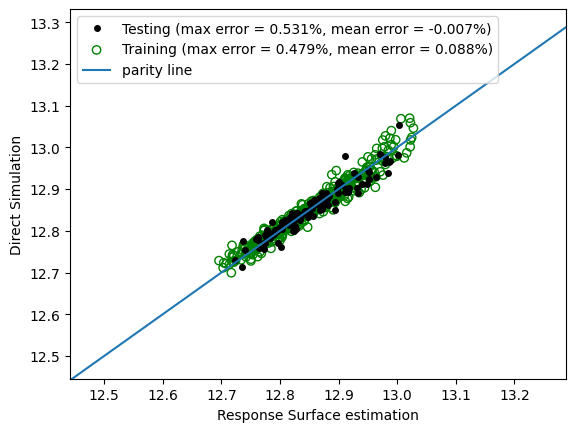 Testing (max error = 0.531%, mean error = -0.007%)
Training (max error = 0.479%, mean error = 0.088%)
parity line
13.3
13.2
13.1
13.0
12.9
12.8
12.7
12.6
12.5
Direct Simulation
12.5 12.6 12.7 12.8 12.9 13.0 13.1 13.2
Response Surface estimation